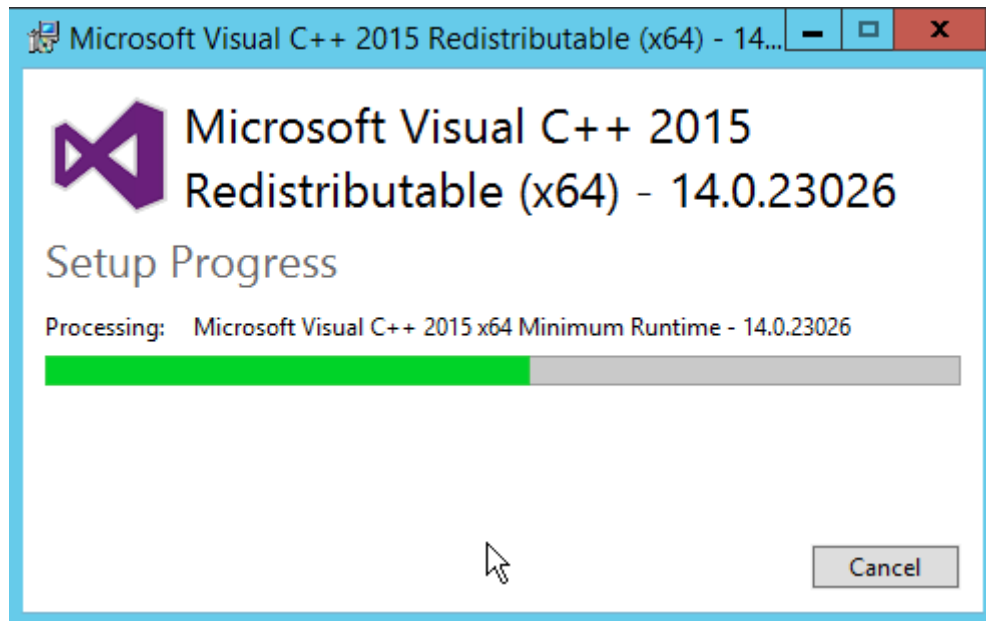 Microsoft Visual C++ 2015 Redistributable (x64) - 14...
Microsoft Visual C++ 2015
Redistributable (x64) - 14.0.23026
Setup Progress
Processing: Microsoft Visual C++ 2015 x64 Minimum Runtime - 14.0.23026
Cancel